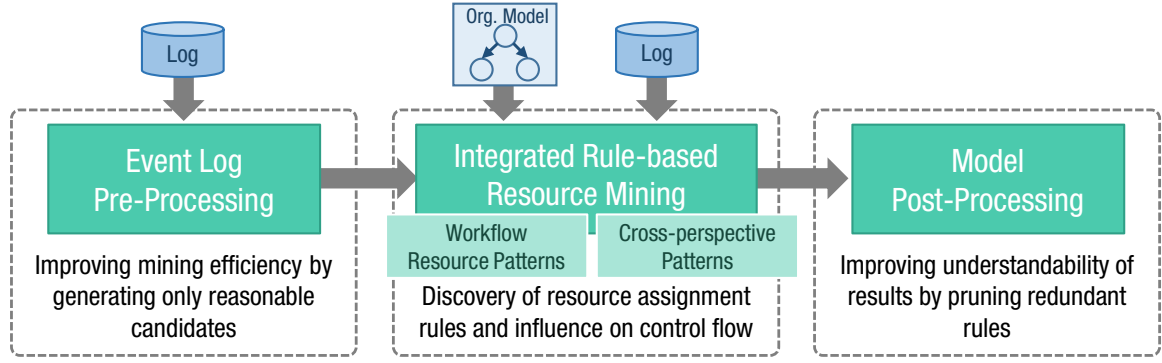 Org. Model
Log
Log
Event Log
Pre-Processing
Improving mining efficiency by
generating only reasonable
candidates
Integrated Rule-based
Resource Mining
Workflow
Resource Patterns
Cross-perspective
Patterns
Discovery of resource assignment
rules and influence on control flow
Model
Post-Processing
Improving understandability of
results by pruning redundant
rules